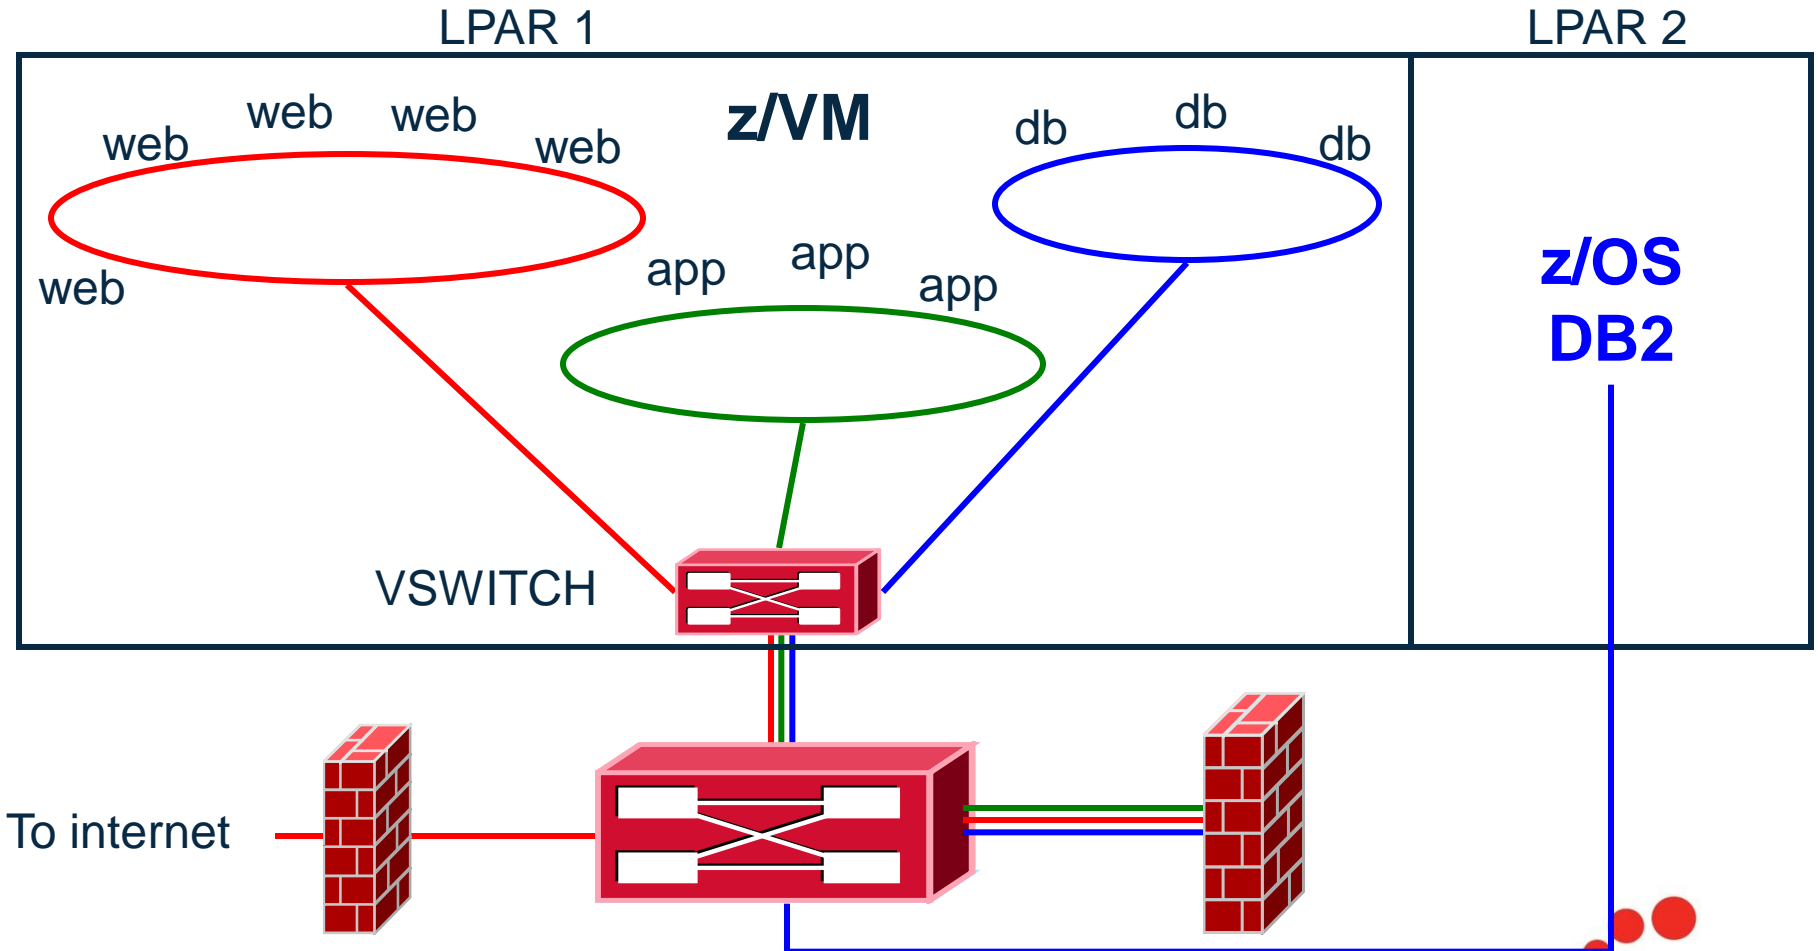 LPAR 1
LPAR 2
web
web
web
web
web
z/VM
db
db
db
app
app
app
z/OS
DB2
VSWITCH
To internet